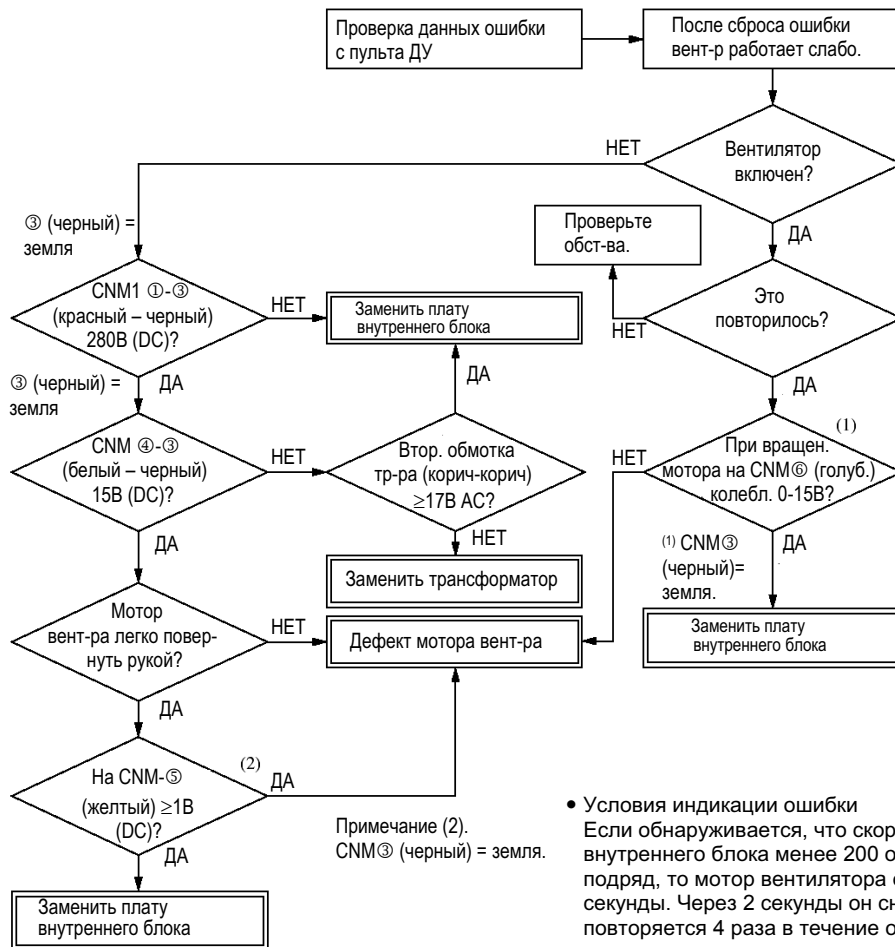 Проверка данных ошибки
с пульта ДУ
После сброса ошибки
вент-р работает слабо.
НЕТ
Вентилятор
включен?
ДА
③ (черный) =
земля
Проверьте
обст-ва.
CNM1 ①-③
(красный – черный)
280В (DC)?
НЕТ
Заменить плату
внутреннего блока
НЕТ
Это
повторилось?
ДА
ДА
③ (черный) =
земля
ДА
CNM ④-③
(белый – черный)
15В (DC)?
НЕТ
Втор. обмотка
тр-ра (корич-корич)
≥17В AC?
НЕТ
(1)
При вращен.
мотора на CNM⑥ (голуб.)
колебл. 0-15В?
ДА
НЕТ
(1) CNM③
(черный)=
земля.
ДА
Заменить трансформатор
Мотор
вент-ра легко повер-
нуть рукой?
НЕТ
Дефект мотора вент-ра
Заменить плату
внутреннего блока
ДА
На CNM-⑤
(желтый) ≥1В
(DC)?
(2)
ДА
Примечание (2).
CNM③ (черный) = земля.
ДА
Заменить плату
внутреннего блока
• Условия индикации ошибки
Если обнаруживается, что скор
внутреннего блока менее 200 о
подряд, то мотор вентилятора
секунды. Через 2 секунды он сн
повторяется 4 раза в течение